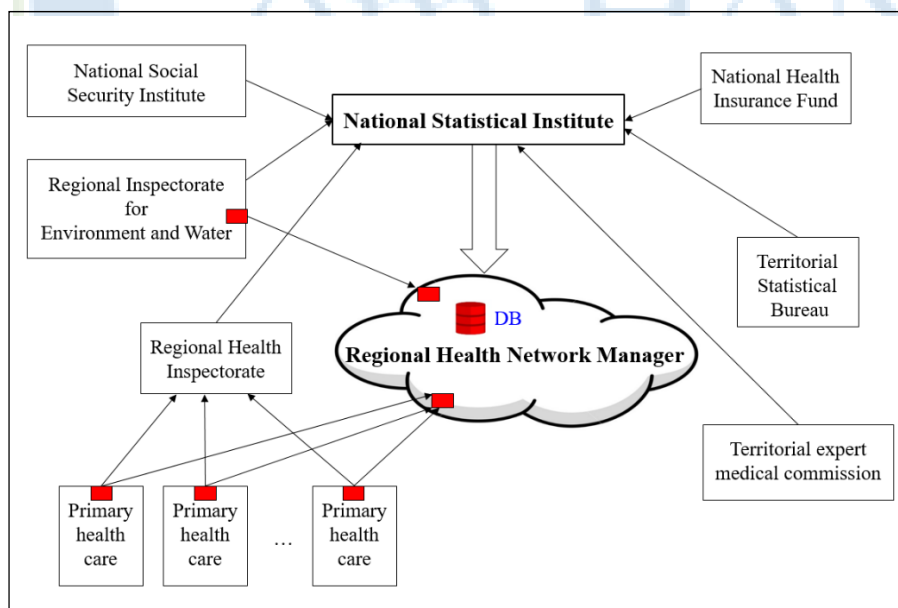 National Social
Security Institute
National Health
Insurance Fund
National Statistical Institute
Regional Inspectorate
for
Environment and Water
Territorial
Statistical
Bureau
DB
Regional Health Network Manager
Regional Health
Inspectorate
Territorial expert
medical commission
Primary
health
care
Primary
health
care
...
Primary
health
care